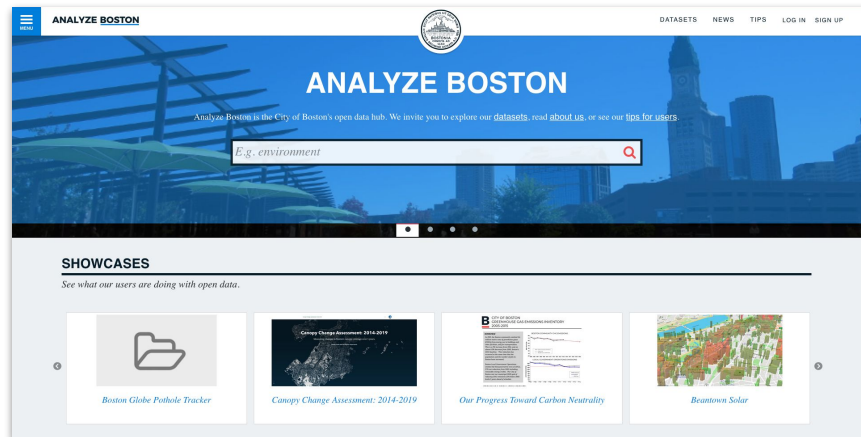 MENU
ANALYZE BOSTON
DATASETS NEWS TIPS LOG IN SIGN UP
ANALYZE BOSTON
Analyze Boston is the City of Boston's open data hub. We invite you to explore our datasets, read about us, or see our tips for users.
E.g. environment
SHOWCASES
See what our users are doing with open data.
Canopy Change Assessment: 2014-2019
CITY OF BOSTON
GREENHOUSE GAS EMISSIONS INVENTORY
Boston Globe Pothole Tracker
Canopy Change Assessment: 2014-2019
Our Progress Toward Carbon Neutrality
Beantown Solar